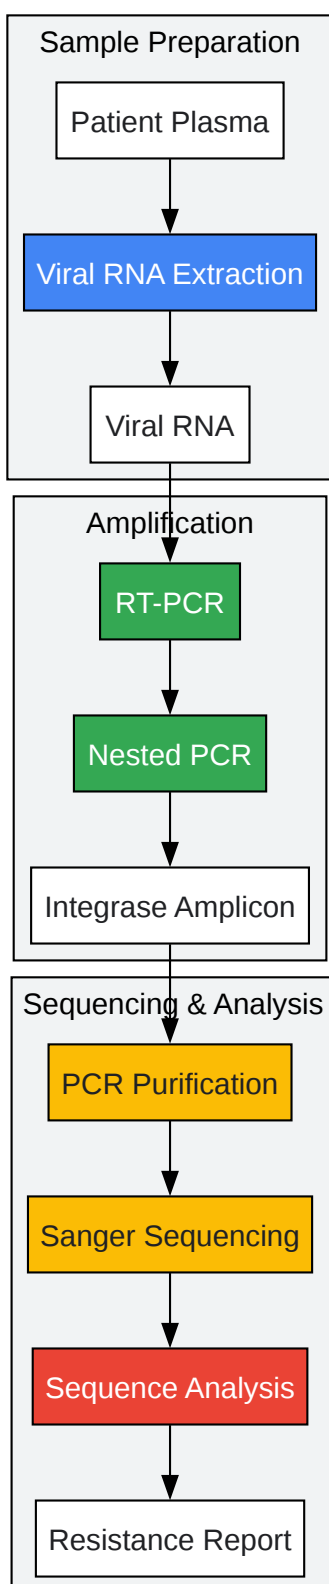 Sample Preparation
Patient Plasma
Viral RNA Extraction
Viral RNA
Amplification
RT-PCR
Nested PCR
Integrase Amplicon
Sequencing & Analysis
PCR Purification
Sanger Sequencing
Sequence Analysis
Resistance Report